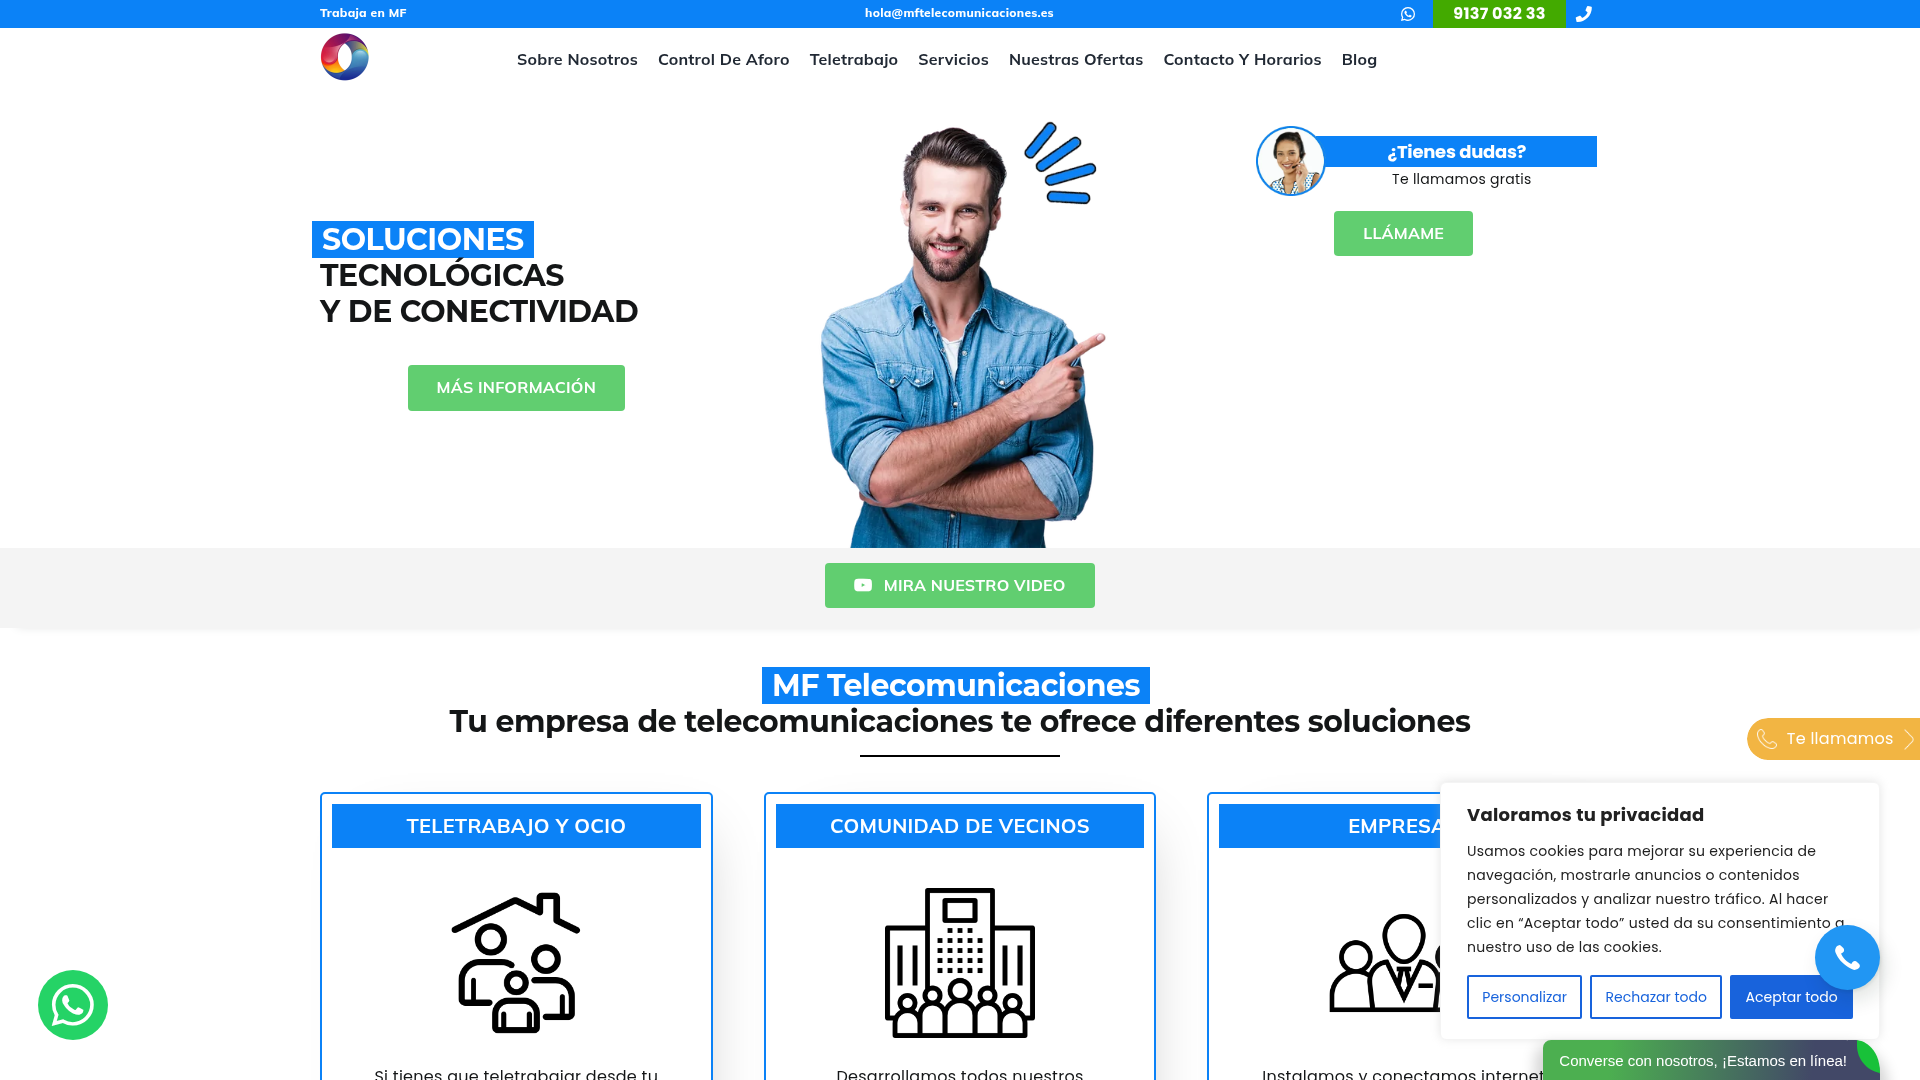 Trabaja en MF
hola@mftelecomunicaciones.es
9137 032 33
Sobre Nosotros
Control De Aforo
Teletrabajo
Servicios
Nuestras Ofertas
Contacto Y Horarios
Blog
¿Tienes dudas?
Te llamamos gratis
LLÁMAME
SOLUCIONES
TECNOLÓGICAS
Y DE CONECTIVIDAD
MÁS INFORMACIÓN
MIRA NUESTRO VIDEO
MF Telecomunicaciones
Tu empresa de telecomunicaciones te ofrece diferentes soluciones
Te llamamos
TELETRABAJO Y OCIO
COMUNIDAD DE VECINOS
EMPRESA
Valoramos tu privacidad
Usamos cookies para mejorar su experiencia de
navegación, mostrarle anuncios o contenidos
personalizados y analizar nuestro tráfico. Al hacer
clic en “Aceptar todo” usted da su consentimiento a
nuestro uso de las cookies.
Personalizar
Rechazar todo
Aceptar todo
Si tienes que teletrabajar desde tu
Desarrollamos todos nuestros
Instalamos y conectamos internet
Converse con nosotros, ¡Estamos en línea!